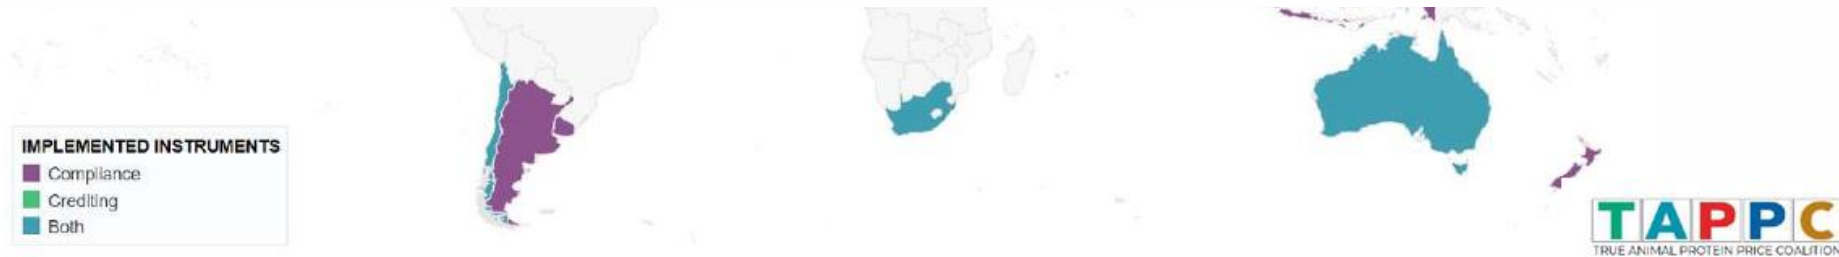 IMPLEMENTED INSTRUMENTS
Compliance
Crediting
Both
TAPPC
TRUE ANIMAL PROTEIN PRICE COALITION